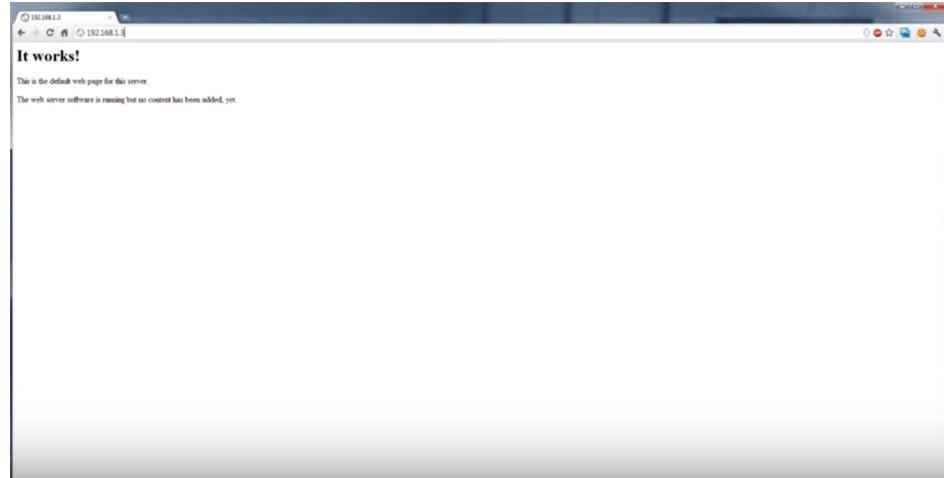 192.168.1.3
192.168.1.3
It works!
This is the default web page for this server.
The web server software is running but no content has been added, yet.